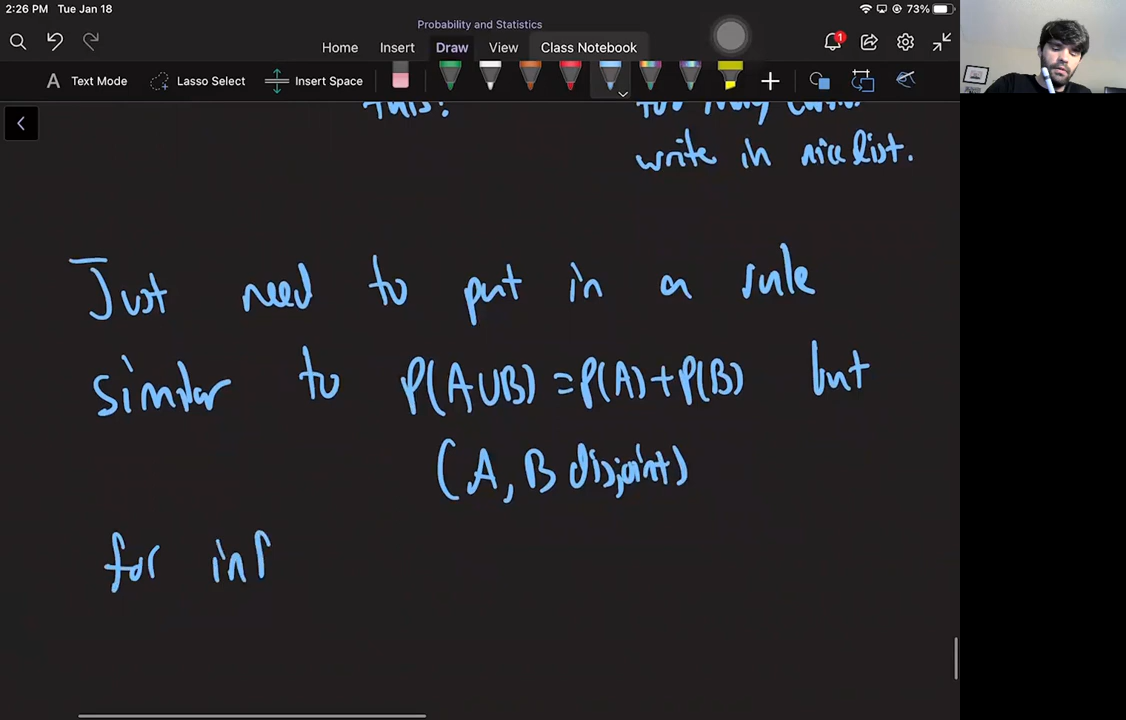 2:26 PM Tue Jan 18
73%
Probability and Statistics
Home Insert Draw View Class Notebook
1
Text Mode Lasso Select Insert Space
this!
write in nice list.
Just need to put in a rule
similar to P(A∪B) = P(A) + P(B) but
(A, B disjoint)
for inf